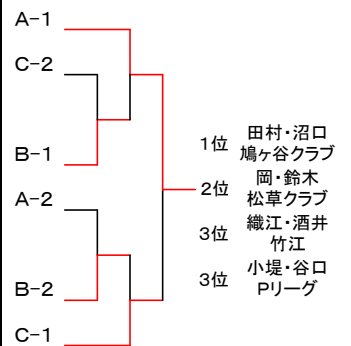 A-1
C-2
B-1
A-2
B-2
C-1
1位 田村・沼口
鳩ヶ谷クラブ
2位 岡・鈴木
松草クラブ
3位 織江・酒井
竹江
3位 小堤・谷口
Pリーグ